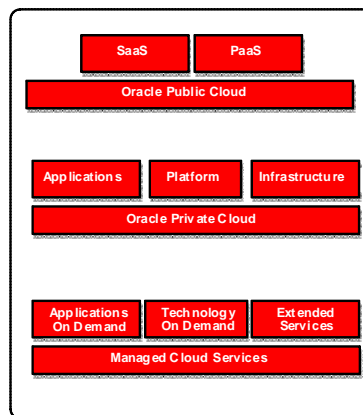 SaaS
PaaS
Oracle Public Cloud
Applications
Platform
Infrastructure
Oracle Private Cloud
Applications
On Demand
Technology
On Demand
Extended
Services
Managed Cloud Services